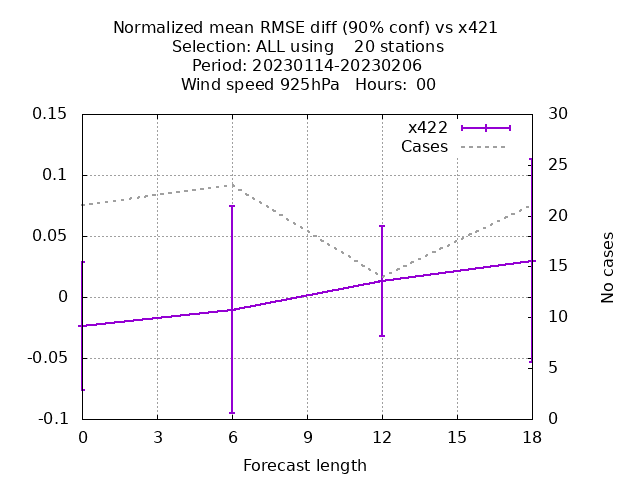 Normalized mean RMSE diff (90% conf) vs x421
Selection: ALL using    20 stations
Period: 20230114-20230206
Wind speed 925hPa   Hours:  00
x422
Cases
0.15
0.1
0.05
0
-0.05
-0.1
30
25
20
15
10
5
0
No cases
0 3 6 9 12 15 18
Forecast length